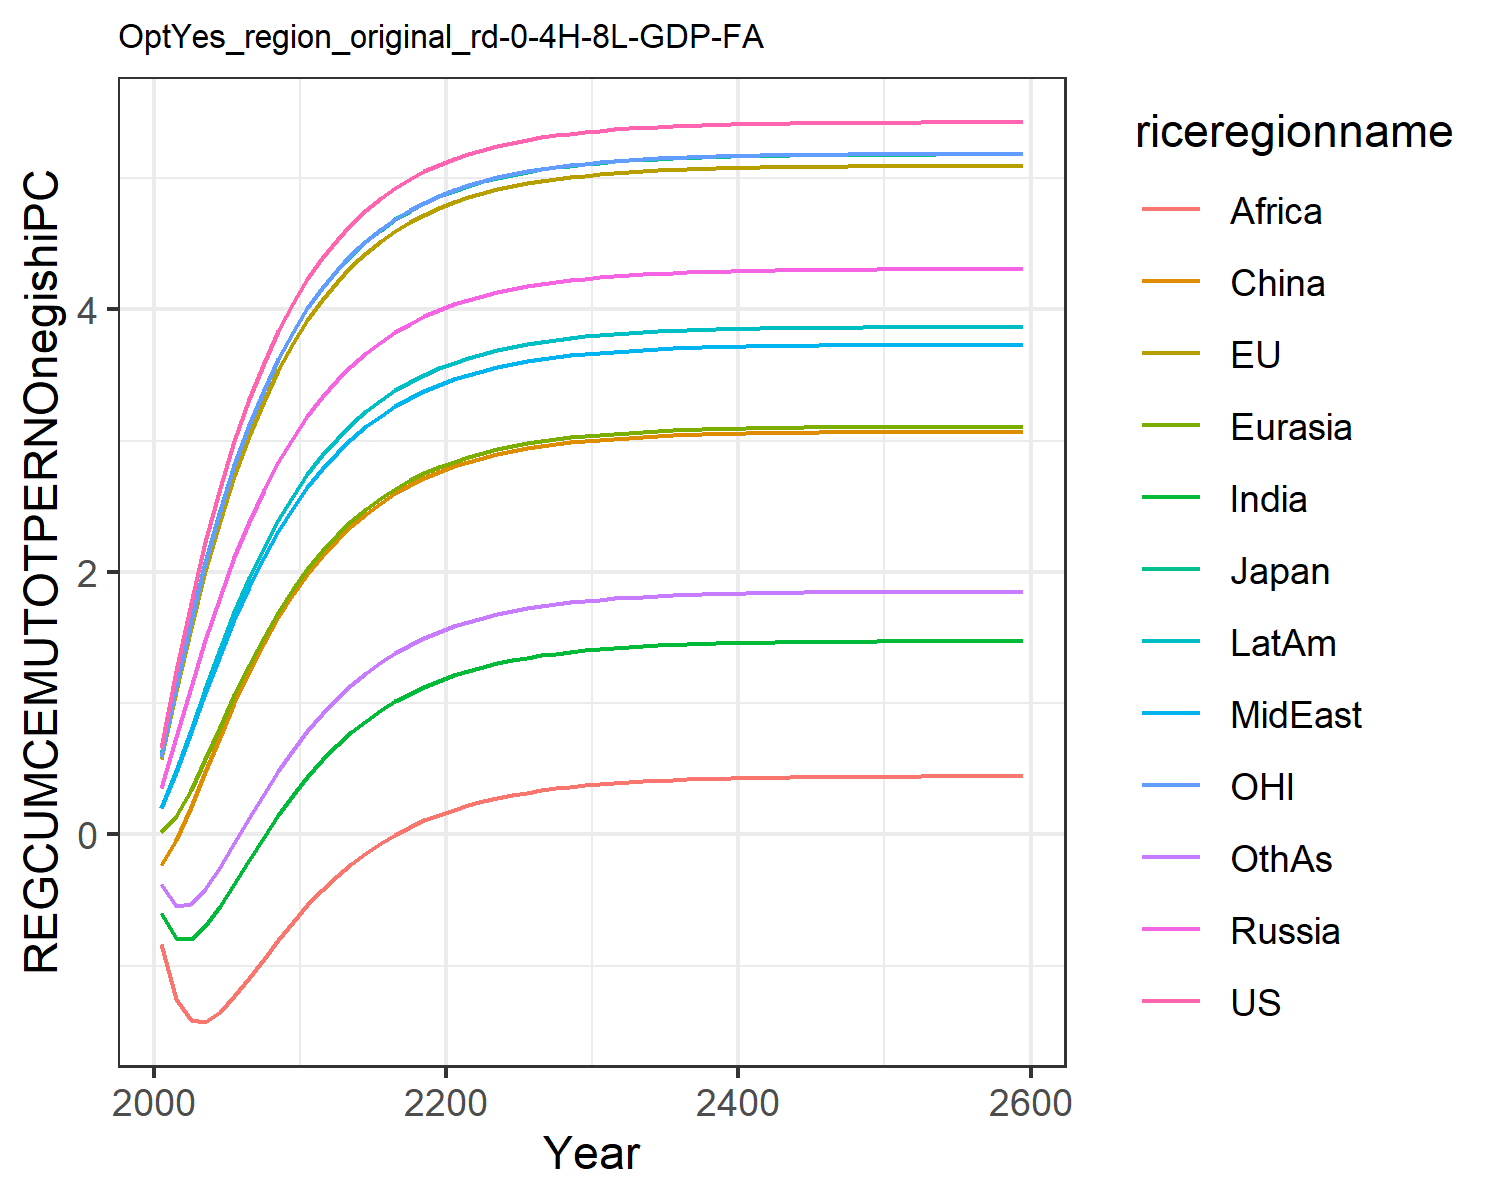 OptYes_region_original_rd-0-4H-8L-GDP-FA
REGCUMCEMUTOTPERNOnegishiPC
4
2
0
2000
2200
2400
2600
Year
riceregionname
Africa
China
EU
Eurasia
India
Japan
LatAm
MidEast
OHI
OthAs
Russia
US